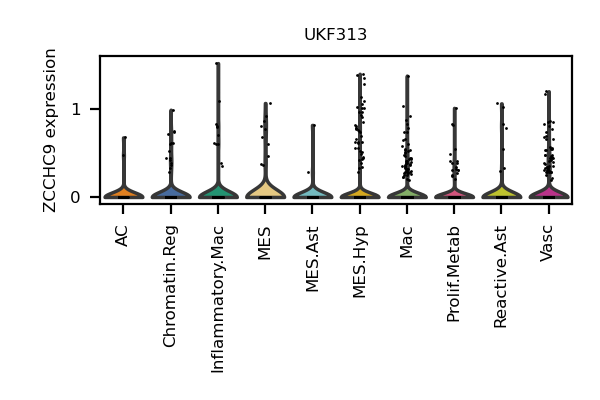 UKF313
ZCCHC9 expression
1
0
AC
Chromatin.Reg
Inflammatory.Mac
MES
MES.Ast
MES.Hyp
Mac
Prolif.Metab
Reactive.Ast
Vasc